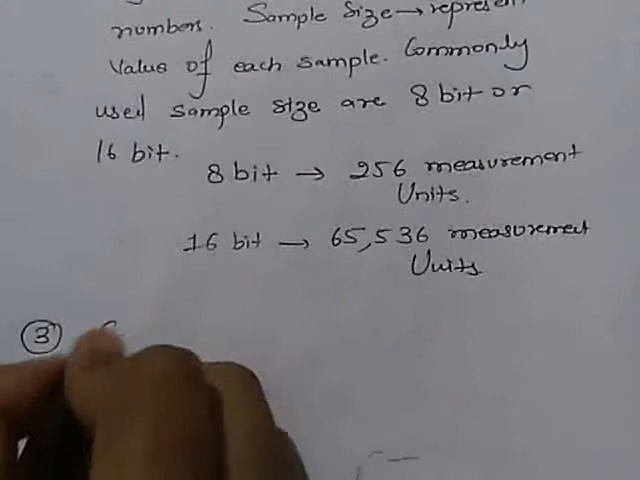 numbers. Sample Size → represent
Value of each sample. Commonly
used sample size are 8 bit or
16 bit.
8 bit → 256 measurement
Units.
16 bit → 65,536 measurement
Units.
3